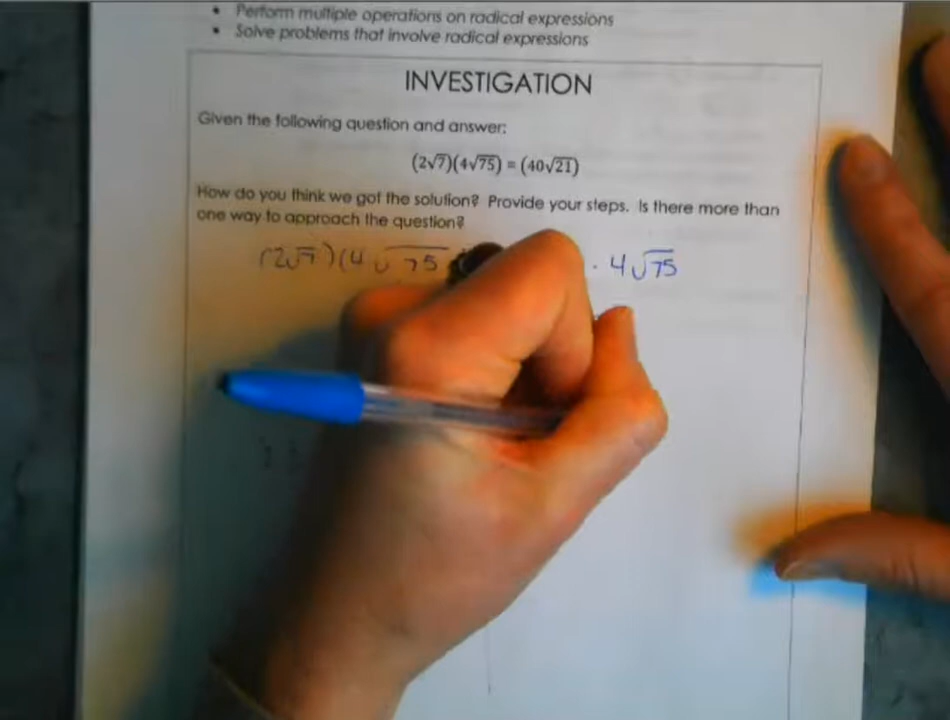 • Perform multiple operations on radical expressions
• Solve problems that involve radical expressions
INVESTIGATION
Given the following question and answer:
(2√7)(4√75) = (40√21)
How do you think we got the solution? Provide your steps. Is there more than
one way to approach the question?
(2√7)(4√75 · 4√75